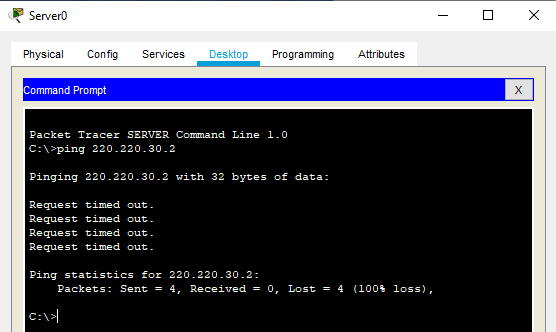 Server0
Physical Config Services Desktop Programming Attributes
Command Prompt X
Packet Tracer SERVER Command Line 1.0
C:\>ping 220.220.30.2
Pinging 220.220.30.2 with 32 bytes of data:
Request timed out.
Request timed out.
Request timed out.
Request timed out.
Ping statistics for 220.220.30.2:
    Packets: Sent = 4, Received = 0, Lost = 4 (100% loss),
C:\>